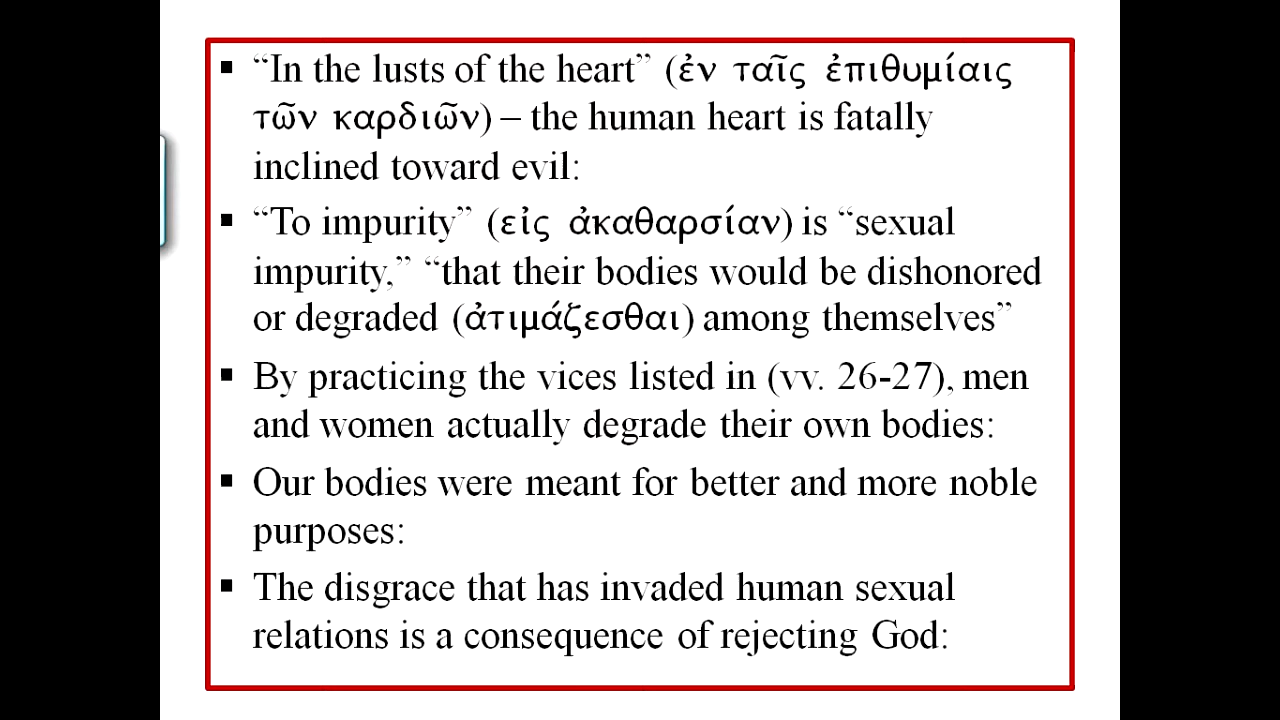 ▪ “In the lusts of the heart” (ἐν ταῖς ἐπιθυμίαις
τῶν καρδιῶν) – the human heart is fatally
inclined toward evil:
▪ “To impurity” (εἰς ἀκαθαρσίαν) is “sexual
impurity,” “that their bodies would be dishonored
or degraded (ἀτιμάζεσθαι) among themselves”
▪ By practicing the vices listed in (vv. 26-27), men
and women actually degrade their own bodies:
▪ Our bodies were meant for better and more noble
purposes:
▪ The disgrace that has invaded human sexual
relations is a consequence of rejecting God: